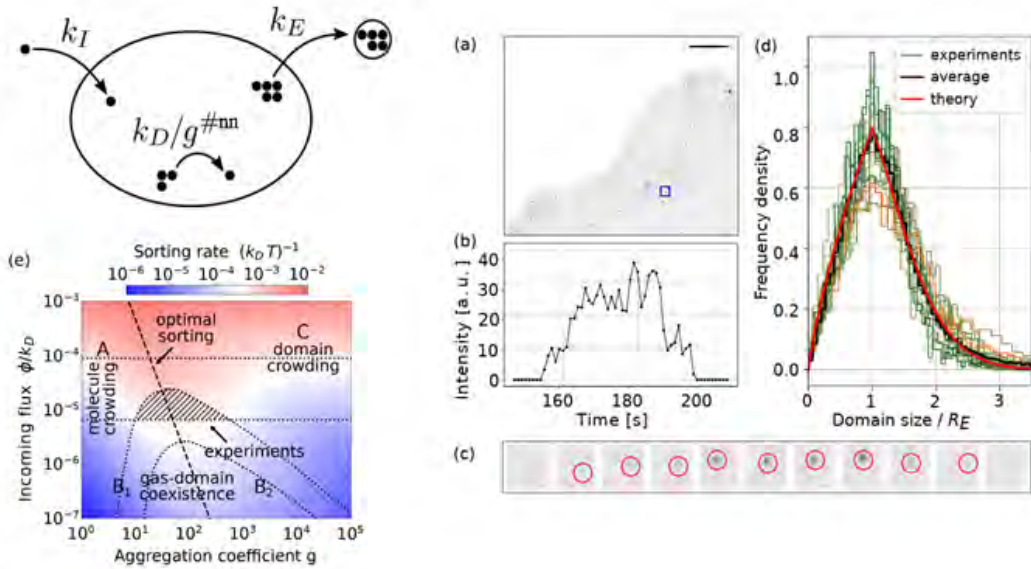 k_I
k_E
k_D/g^{#nn}
(a)
(b)
Intensity [a. u.]
40
30
20
10
0
160
180
200
Time [s]
(c)
(d)
Frequency density
1.0
0.8
0.6
0.4
0.2
0.0
experiments
average
theory
0
1
2
3
Domain size / R_E
(e)
Sorting rate (k_D T)^{-1}
10^{-6} 10^{-5} 10^{-4} 10^{-3} 10^{-2}
Incoming flux ϕ/k_D
10^{-3}
10^{-4}
10^{-5}
10^{-6}
10^{-7}
optimal
sorting
A
molecule
crowding
C
domain
crowding
experiments
B_1
gas-domain
coexistence
B_2
10^0 10^1 10^2 10^3 10^4 10^5
Aggregation coefficient g